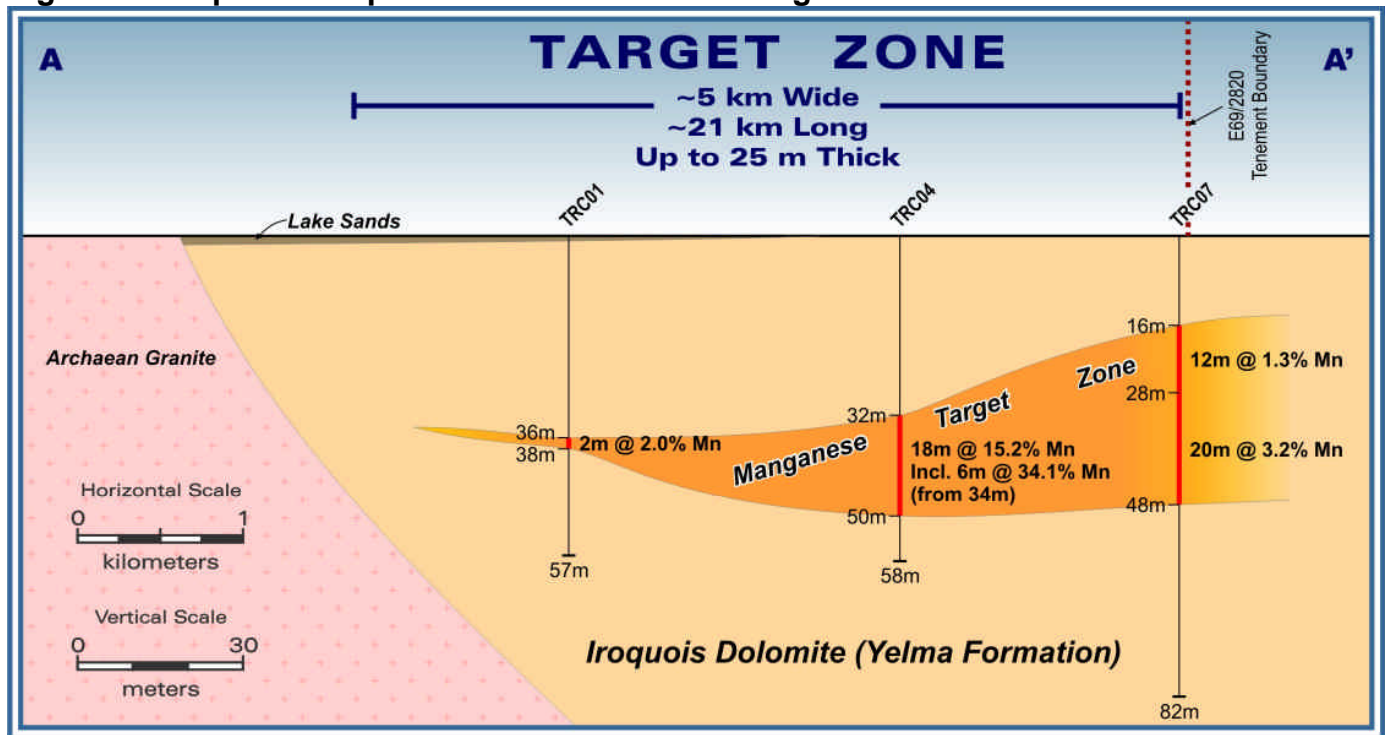 A
TARGET ZONE
A'
~5 km Wide
~21 km Long
Up to 25 m Thick
E69/2820
Tenement Boundary
TRC01
TRC04
TRC07
Lake Sands
Archaean Granite
16m
12m @ 1.3% Mn
28m
20m @ 3.2% Mn
48m
32m
18m @ 15.2% Mn
Incl. 6m @ 34.1% Mn
(from 34m)
50m
36m
2m @ 2.0% Mn
38m
Manganese Target Zone
57m
58m
82m
Horizontal Scale
0 1
kilometers
Vertical Scale
0 30
meters
Iroquois Dolomite (Yelma Formation)